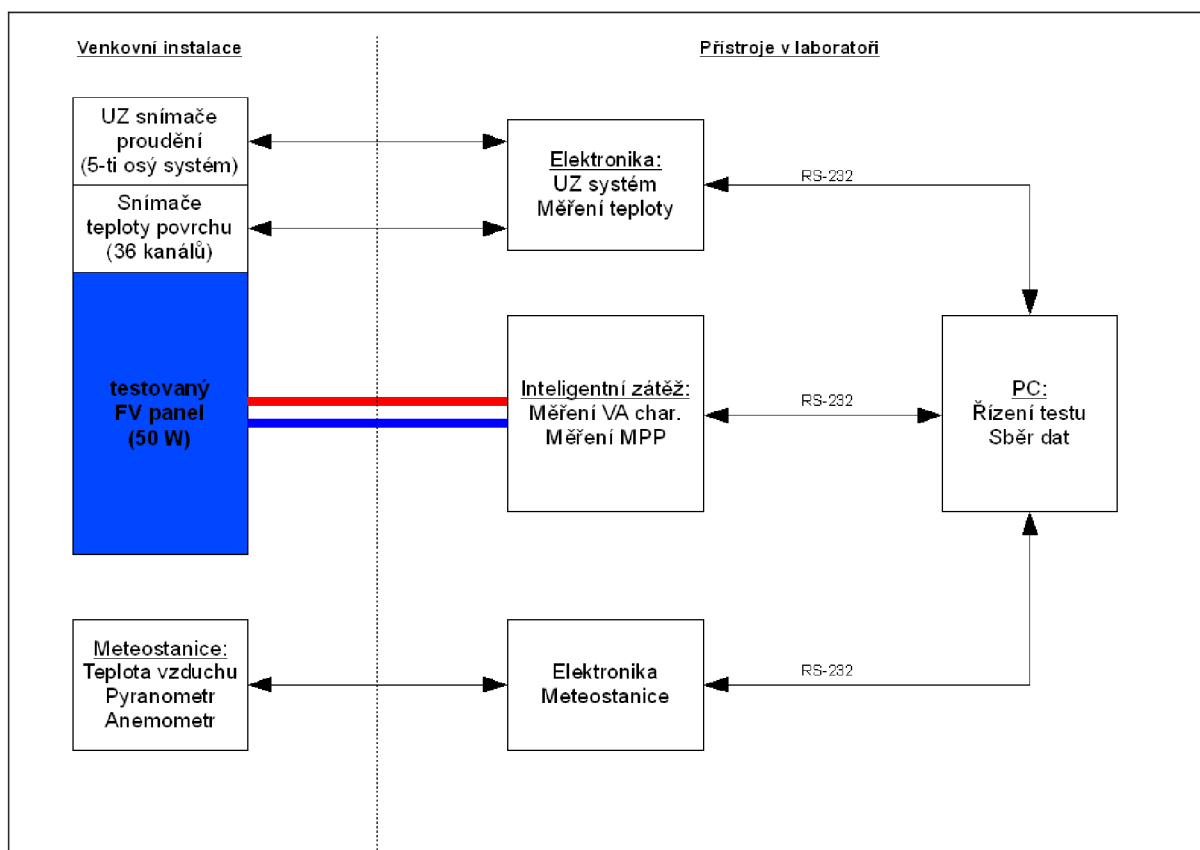 Venkovní instalace
Přístroje v laboratoři
UZ snímače
proudění
(5-ti osý systém)
Snímače
teploty povrchu
(36 kanálů)
testovaný
FV panel
(50 W)
Meteostanice:
Teplota vzduchu
Pyranometr
Anemometr
Elektronika:
UZ systém
Měření teploty
Inteligentní zátěž:
Měření VA char.
Měření MPP
Elektronika
Meteostanice
RS-232
RS-232
RS-232
PC:
Řízení testu
Sběr dat